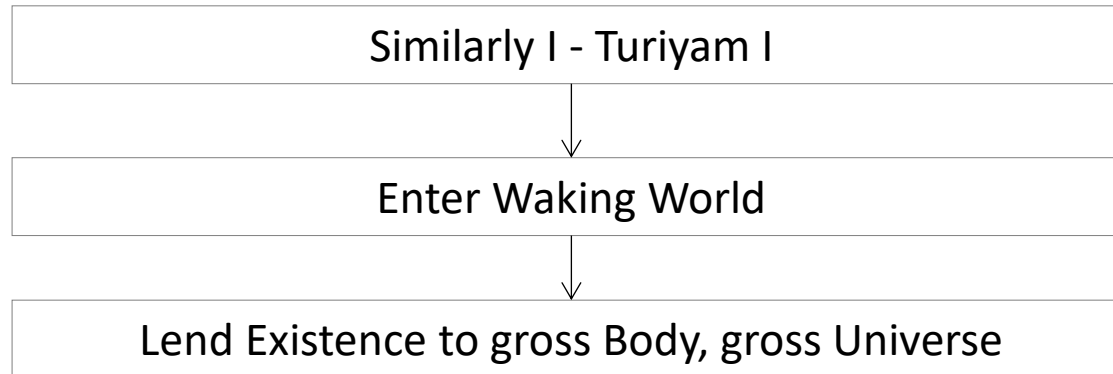 Similarly I - Turiyam I
Enter Waking World
Lend Existence to gross Body, gross Universe